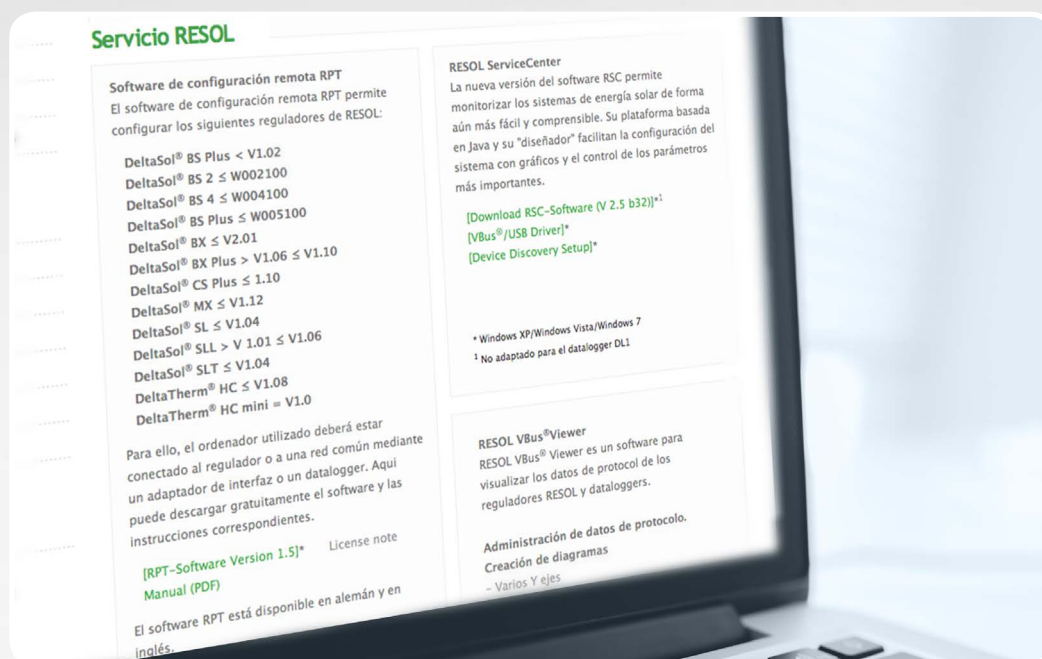 Servicio RESOL
Software de configuración remota RPT
El software de configuración remota RPT permite
configurar los siguientes reguladores de RESOL:
DeltaSol® BS Plus < V1.02
DeltaSol® BS 2 ≤ W002100
DeltaSol® BS 4 ≤ W004100
DeltaSol® BS Plus ≤ W005100
DeltaSol® BX ≤ V2.01
DeltaSol® BX Plus > V1.06 ≤ V1.10
DeltaSol® CS Plus ≤ 1.10
DeltaSol® MX ≤ V1.12
DeltaSol® SL ≤ V1.04
DeltaSol® SLL > V 1.01 ≤ V1.06
DeltaSol® SLT ≤ V1.04
DeltaTherm® HC ≤ V1.08
DeltaTherm® HC mini = V1.0
Para ello, el ordenador utilizado deberá estar
conectado al regulador o a una red común mediante
un adaptador de interfaz o un datalogger. Aqui
puede descargar gratuitamente el software y las
instrucciones correspondientes.
[RPT-Software Version 1.5]* License note
Manual (PDF)
El software RPT está disponible en alemán y en
inglés.
RESOL ServiceCenter
La nueva versión del software RSC permite
monitorizar los sistemas de energía solar de forma
aún más fácil y comprensible. Su plataforma basada
en Java y su "diseñador" facilitan la configuración del
sistema con gráficos y el control de los parámetros
más importantes.
[Download RSC-Software (V 2.5 b32)]*¹
[VBus®/USB Driver]*
[Device Discovery Setup]*
* Windows XP/Windows Vista/Windows 7
¹ No adaptado para el datalogger DL1
RESOL VBus®Viewer
RESOL VBus® Viewer es un software para
visualizar los datos de protocolo de los
reguladores RESOL y dataloggers.
Administración de datos de protocolo.
Creación de diagramas
– Varios Y ejes